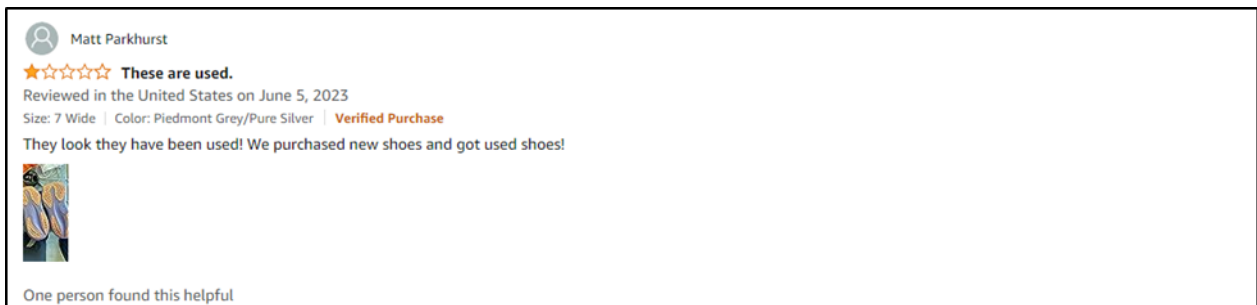 Matt Parkhurst
These are used.
Reviewed in the United States on June 5, 2023
Size: 7 Wide | Color: Piedmont Grey/Pure Silver | Verified Purchase
They look they have been used! We purchased new shoes and got used shoes!
One person found this helpful